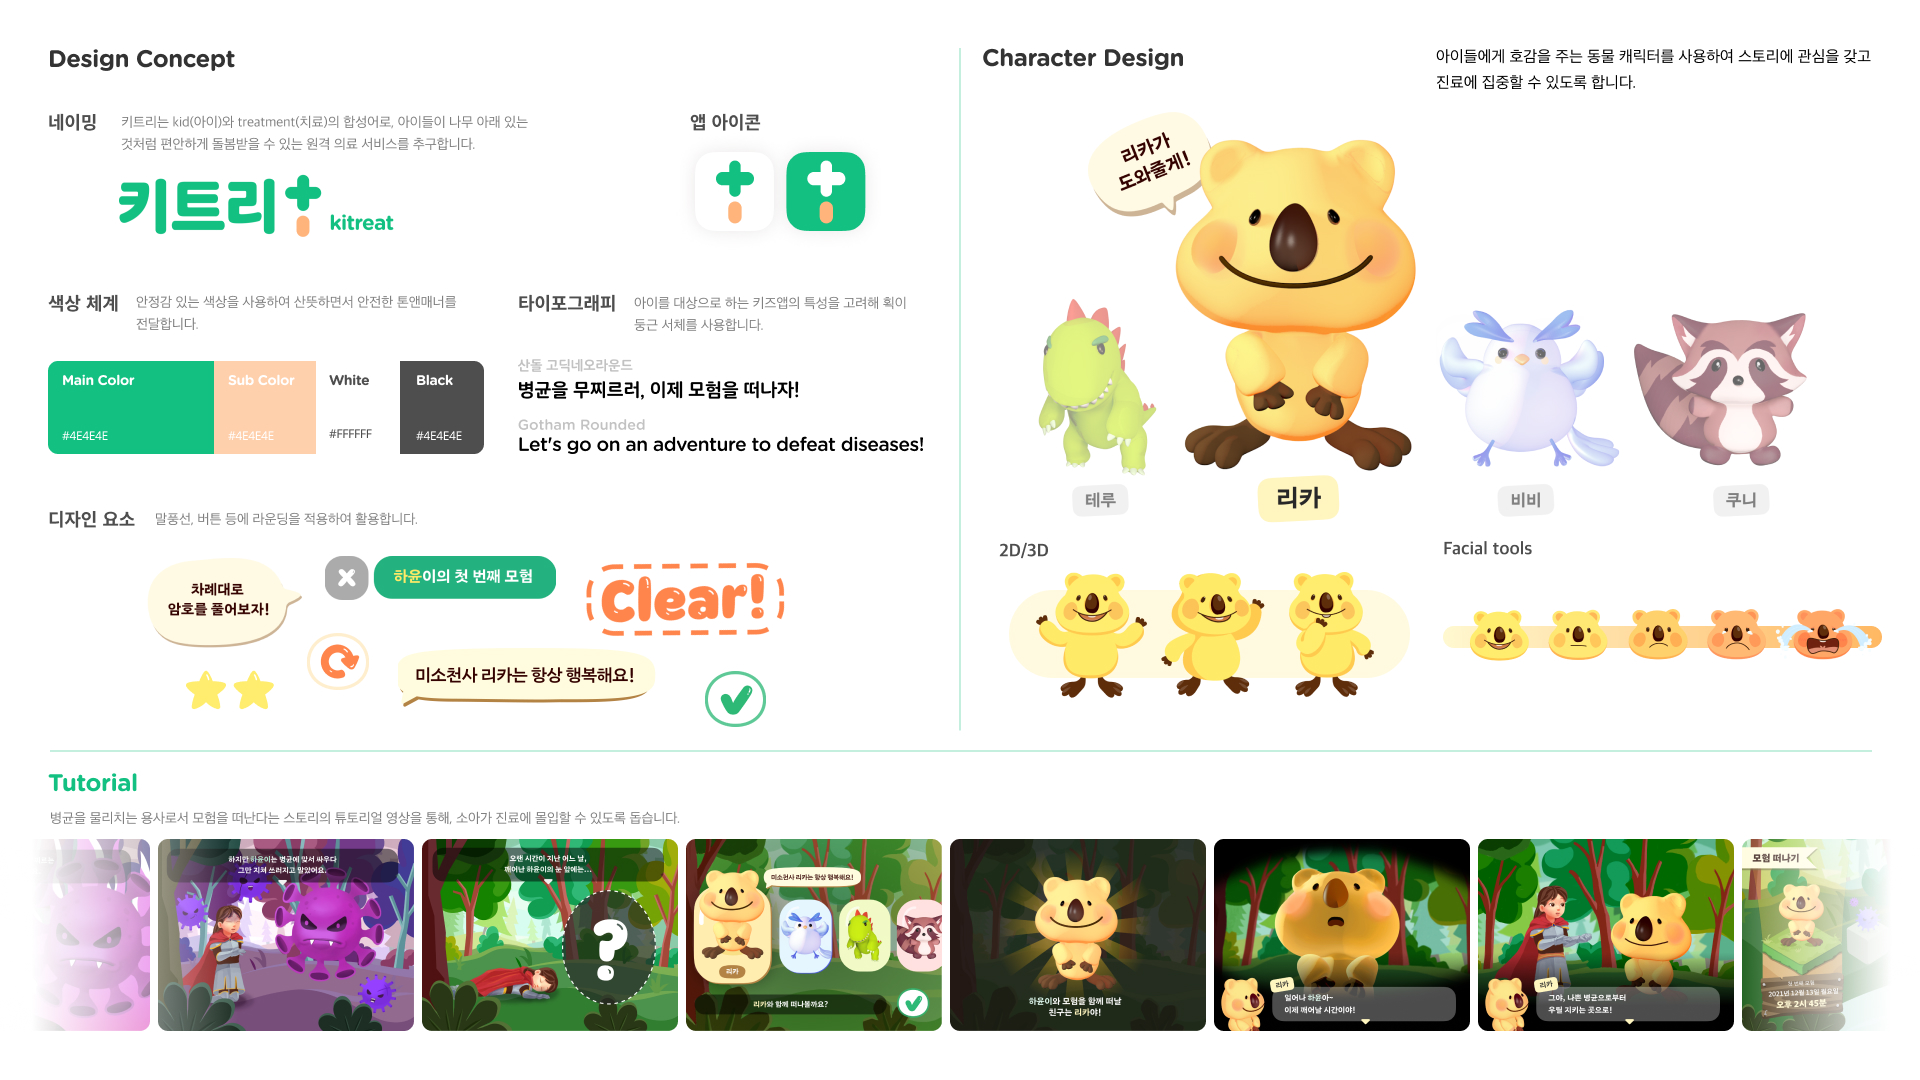 Design Concept
네이밍
키트리는 kid(아이)와 treatment(치료)의 합성어로, 아이들이 나무 아래 있는
것처럼 편안하게 돌봄받을 수 있는 원격 의료 서비스를 추구합니다.
키트리
kitreat
앱 아이콘
색상 체계
안정감 있는 색상을 사용하여 산뜻하면서 안전한 톤앤매너를
전달합니다.
Main Color
#4E4E4E
Sub Color
#4E4E4E
White
#FFFFFF
Black
#4E4E4E
타이포그래피
아이를 대상으로 하는 키즈앱의 특성을 고려해 획이
둥근 서체를 사용합니다.
산돌 고딕네오라운드
병균을 무찌르러, 이제 모험을 떠나자!
Gotham Rounded
Let's go on an adventure to defeat diseases!
디자인 요소
말풍선, 버튼 등에 라운딩을 적용하여 활용합니다.
차례대로
암호를 풀어보자!
하윤이의 첫 번째 모험
Clear!
미소천사 리카는 항상 행복해요!
Character Design
아이들에게 호감을 주는 동물 캐릭터를 사용하여 스토리에 관심을 갖고
진료에 집중할 수 있도록 합니다.
리카가
도와줄게!
테루
리카
비비
쿠니
2D/3D
Facial tools
Tutorial
병균을 물리치는 용사로서 모험을 떠난다는 스토리의 튜토리얼 영상을 통해, 소아가 진료에 몰입할 수 있도록 돕습니다.
하지만 하윤이는 병균에 맞서 싸우다
그만 지쳐 쓰러지고 말았어요.
오랜 시간이 지난 어느 날,
깨어난 하윤이의 눈 앞에는...
?
미소천사 리카는 항상 행복해요!
리카
리카와 함께 떠나볼까요?
하윤이와 모험을 함께 떠날
친구는 리카야!
리카
일어나 하윤아~
이제 깨어날 시간이야!
리카
그아, 나쁜 병균으로부터
우릴 지키는 곳으로!
모험 떠나기
첫 번째 모험
2021년 12월 13일 월요일
오후 2시 45분